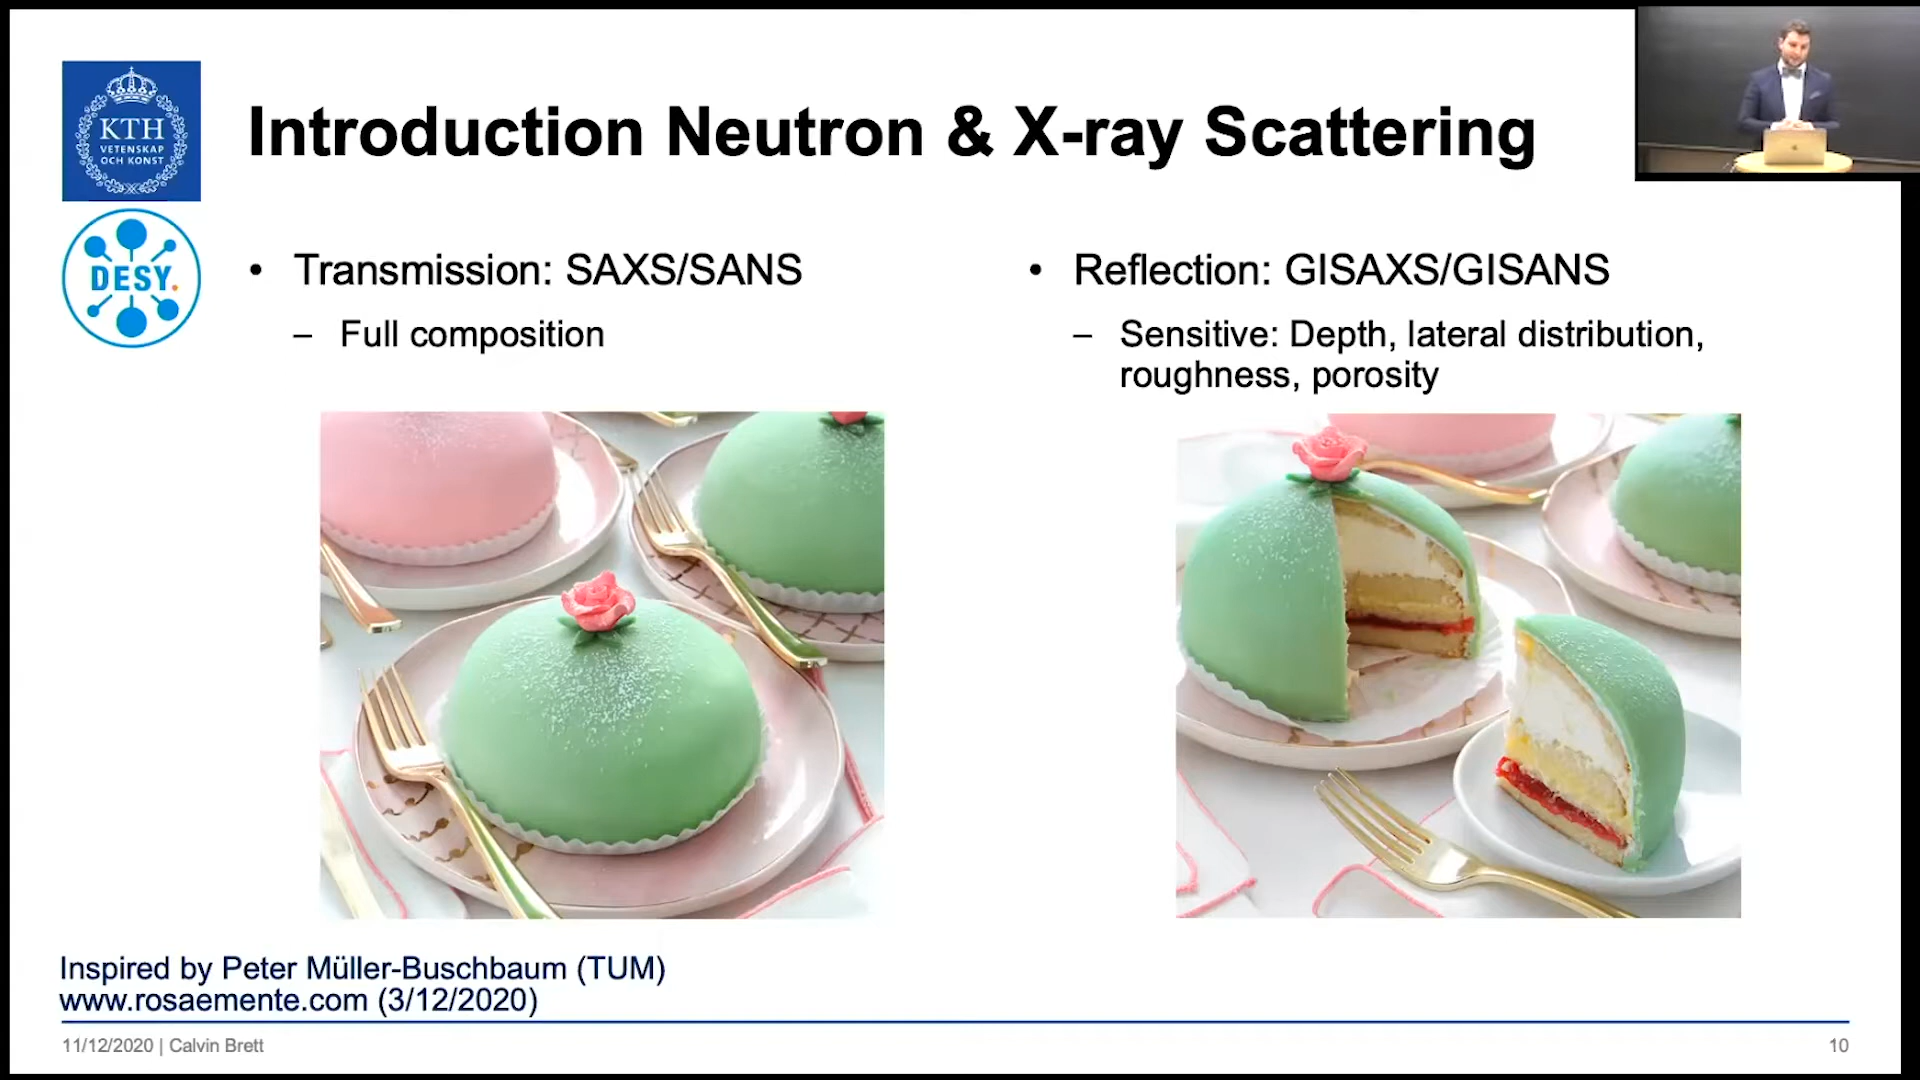 KTH
VETENSKAP
OCH KONST
DESY.
Introduction Neutron & X-ray Scattering
• Transmission: SAXS/SANS
– Full composition
• Reflection: GISAXS/GISANS
– Sensitive: Depth, lateral distribution,
roughness, porosity
Inspired by Peter Müller-Buschbaum (TUM)
www.rosaemente.com (3/12/2020)
11/12/2020 | Calvin Brett
10